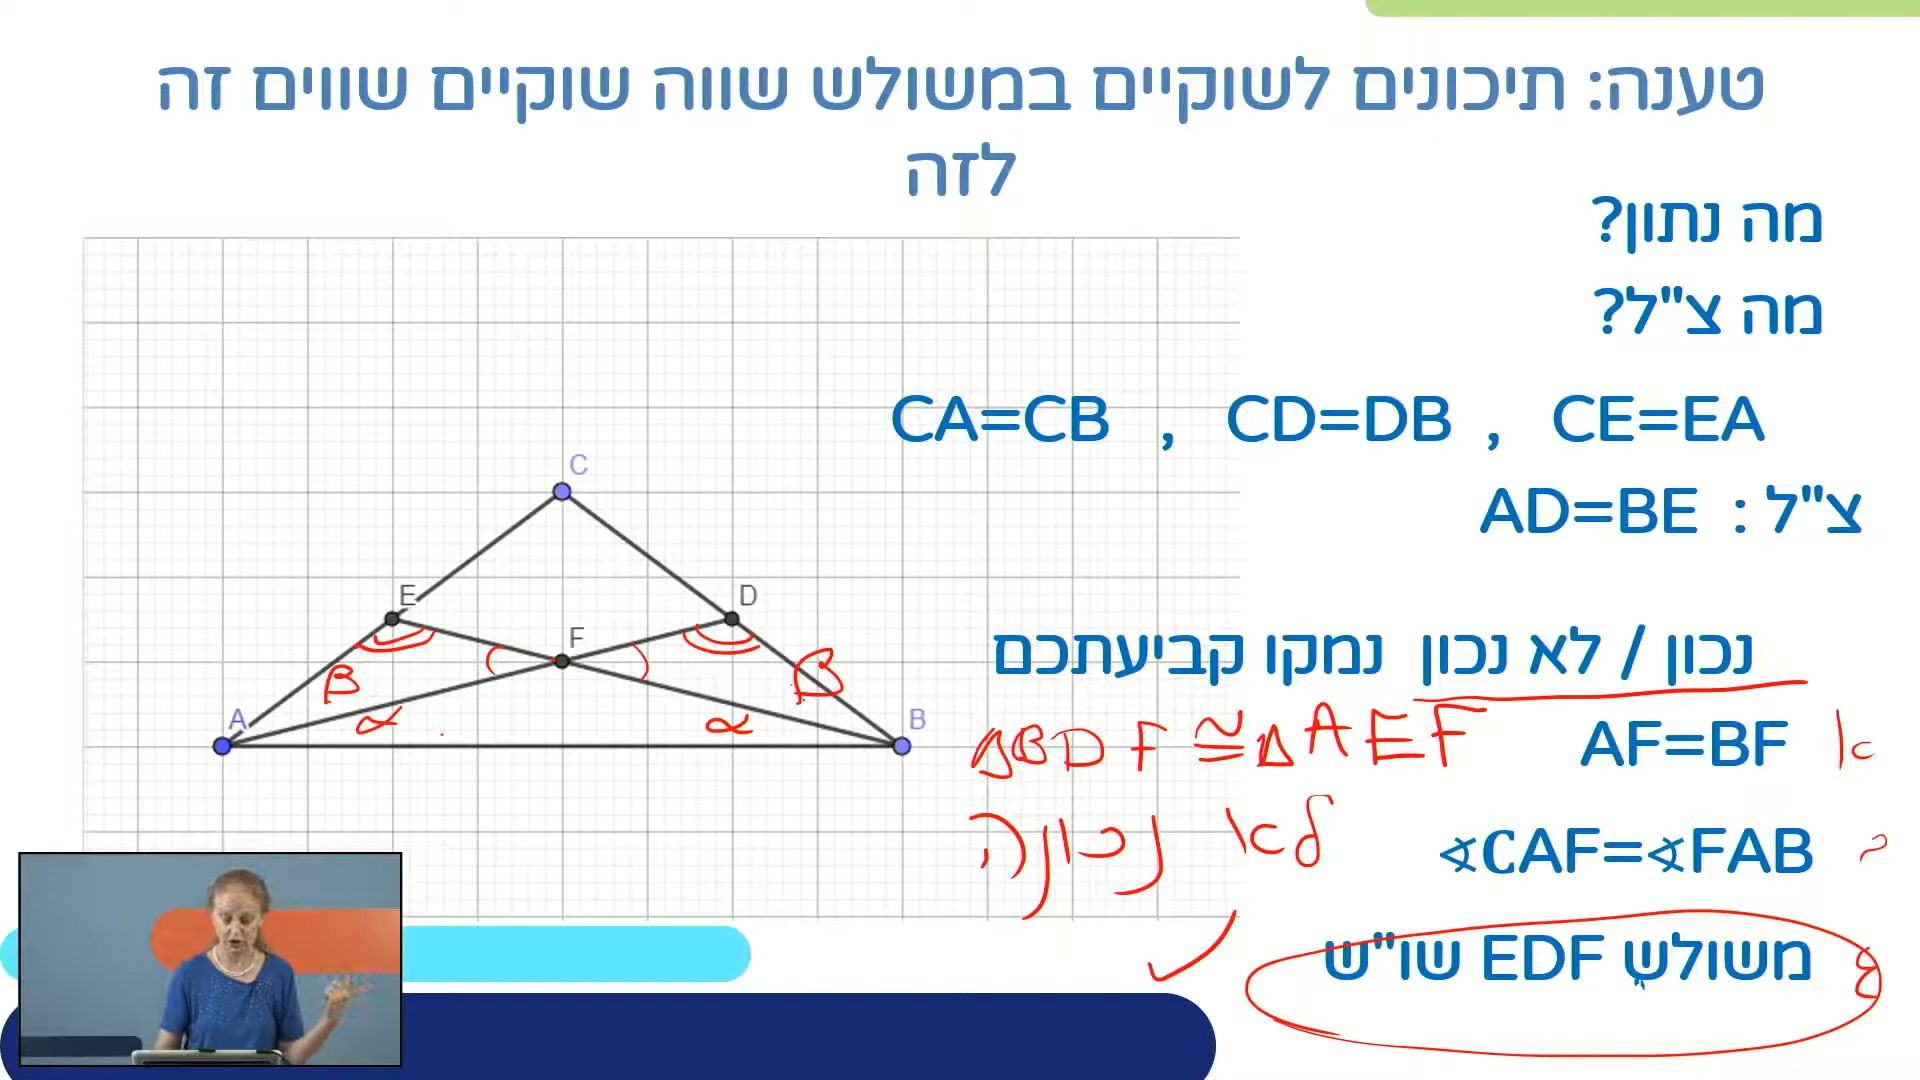 טענה: תיכונים לשוקיים במשולש שווה שוקיים שווים זה
לזה
מה נתון?
מה צ"ל?
CA=CB , CD=DB , CE=EA
צ"ל : AD=BE
נכון / לא נכון נמקו קביעתכם
AF=BF
ΔBDF ≅ ΔAEF
∢CAF=∢FAB
לא נכון
משולש EDF שו"ש
C
E
D
F
A
B
β
β
α
α